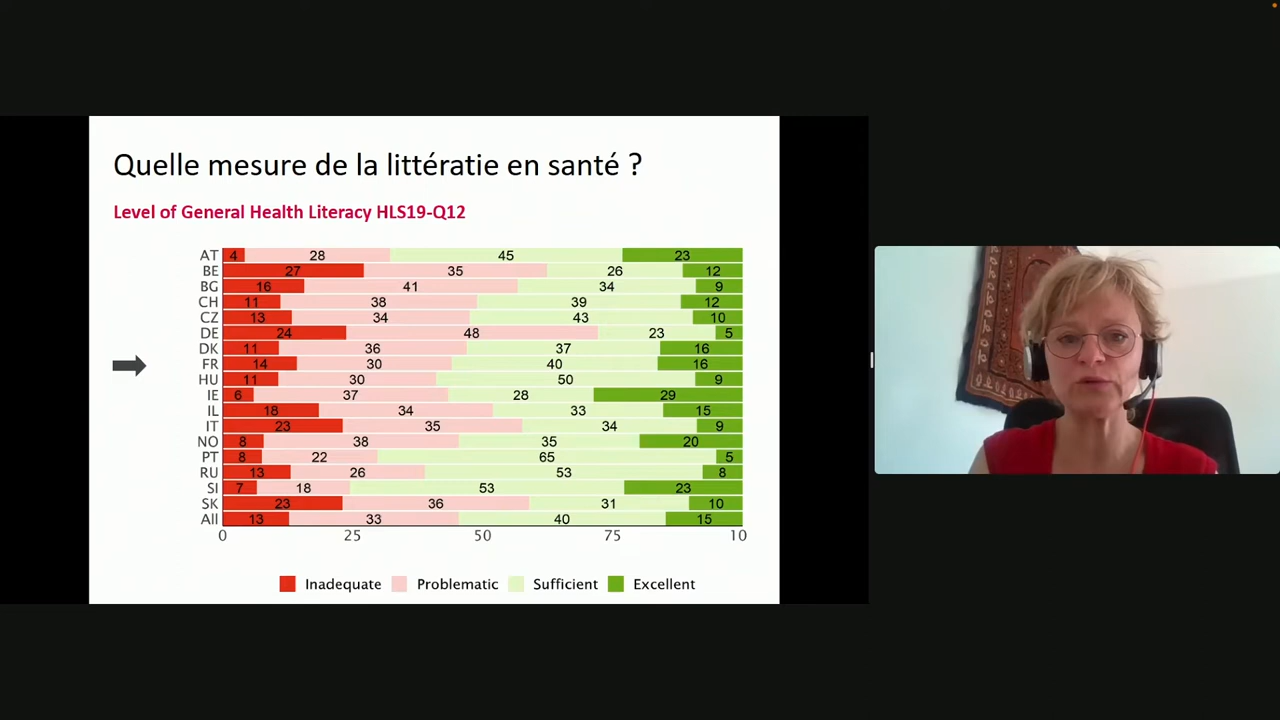 Quelle mesure de la littératie en santé ?
Level of General Health Literacy HLS19-Q12
AT 4 28 45 23
BE 27 35 26 12
BG 16 41 34 9
CH 11 38 39 12
CZ 13 34 43 10
DE 24 48 23 5
DK 11 36 37 16
FR 14 30 40 16
HU 11 30 50 9
IE 6 37 28 29
IL 18 34 33 15
IT 23 35 34 9
NO 8 38 35 20
PT 8 22 65 5
RU 13 26 53 8
SI 7 18 53 23
SK 23 36 31 10
All 13 33 40 15
0 25 50 75 10
Inadequate Problematic Sufficient Excellent